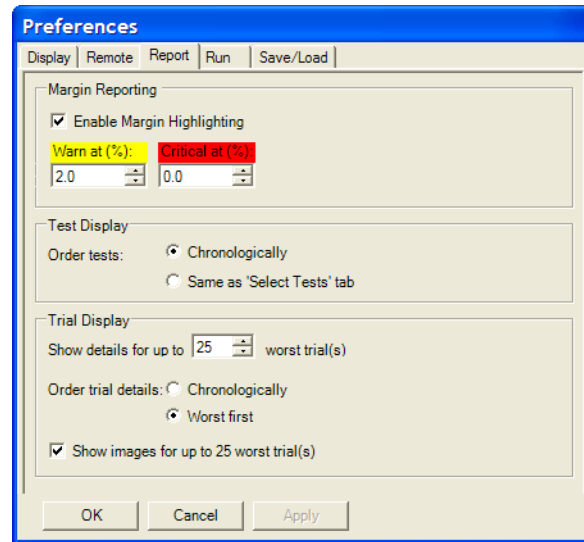 Preferences
Display Remote Report Run Save/Load
Margin Reporting
Enable Margin Highlighting
Warn at (%): Critical at (%):
2.0 0.0
Test Display
Order tests: Chronologically
Same as 'Select Tests' tab
Trial Display
Show details for up to 25 worst trial(s)
Order trial details: Chronologically
Worst first
Show images for up to 25 worst trial(s)
OK Cancel Apply